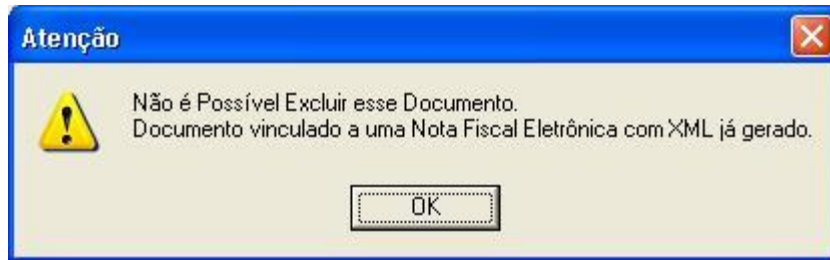 Atenção
Não é Possível Excluir esse Documento.
Documento vinculado a uma Nota Fiscal Eletrônica com XML já gerado.
OK